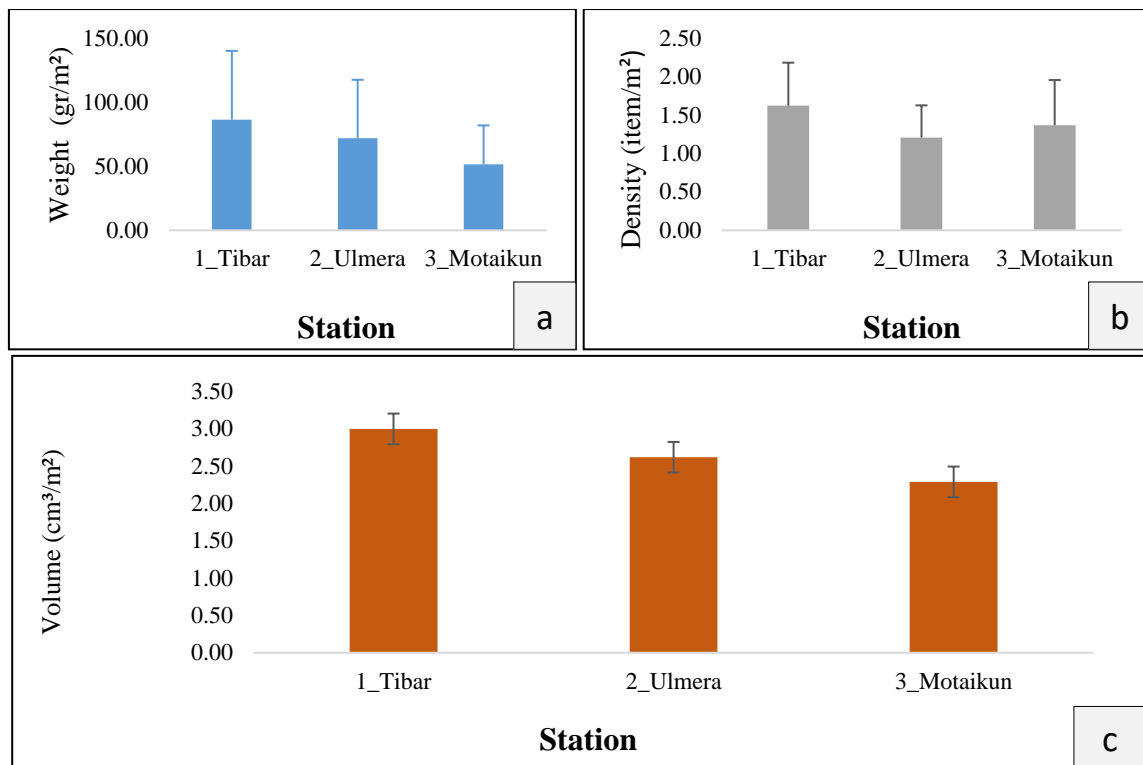 150.00
100.00
50.00
0.00
Weight (gr/m²)
1_Tibar 2_Ulmera 3_Motaikun
Station
a
2.50
2.00
1.50
1.00
0.50
0.00
Density (item/m²)
1_Tibar 2_Ulmera 3_Motaikun
Station
b
3.50
3.00
2.50
2.00
1.50
1.00
0.50
0.00
Volume (cm³/m²)
1_Tibar 2_Ulmera 3_Motaikun
Station
c